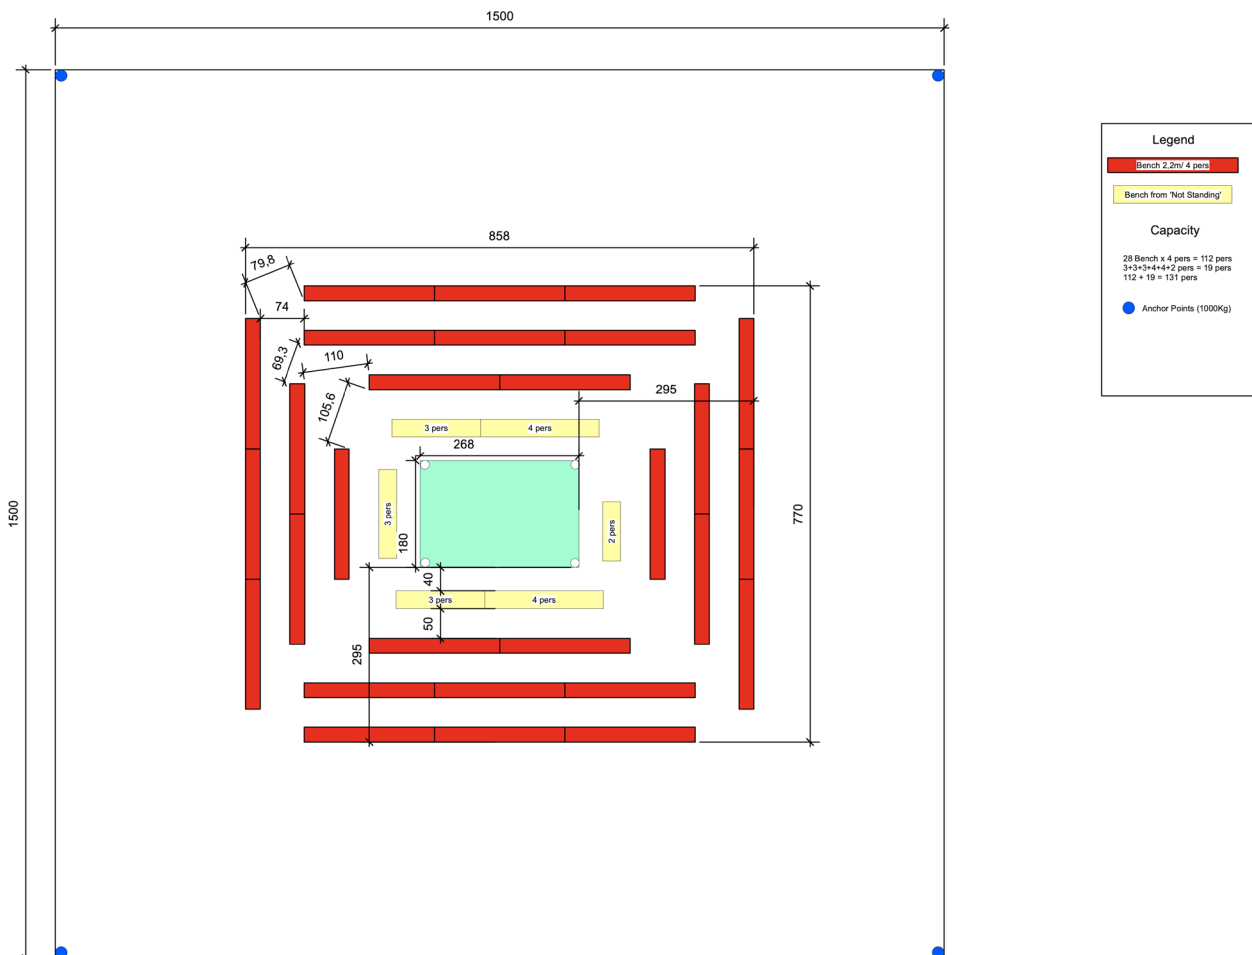 1500
Legend
Bench 2,2m/ 4 pers
Bench from 'Not Standing'
Capacity
28 Bench x 4 pers = 112 pers
3+3+3+4+4+2 pers = 19 pers
112 + 19 = 131 pers
Anchor Points (1000Kg)
858
79,8
74
69,3
110
105,6
295
3 pers
4 pers
268
1500
3 pers
2 pers
770
180
40
3 pers
4 pers
50
295